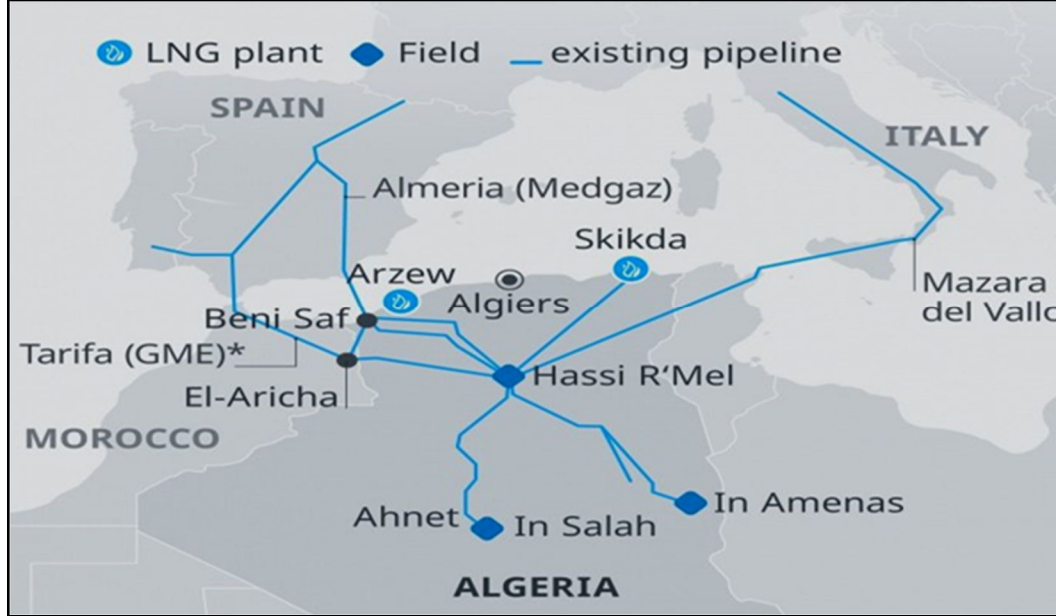 LNG plant Field existing pipeline
SPAIN
ITALY
Almeria (Medgaz)
Skikda
Arzew
Algiers
Mazara
del Vallo
Beni Saf
Tarifa (GME)*
Hassi R‘Mel
El-Aricha
MOROCCO
In Amenas
Ahnet
In Salah
ALGERIA